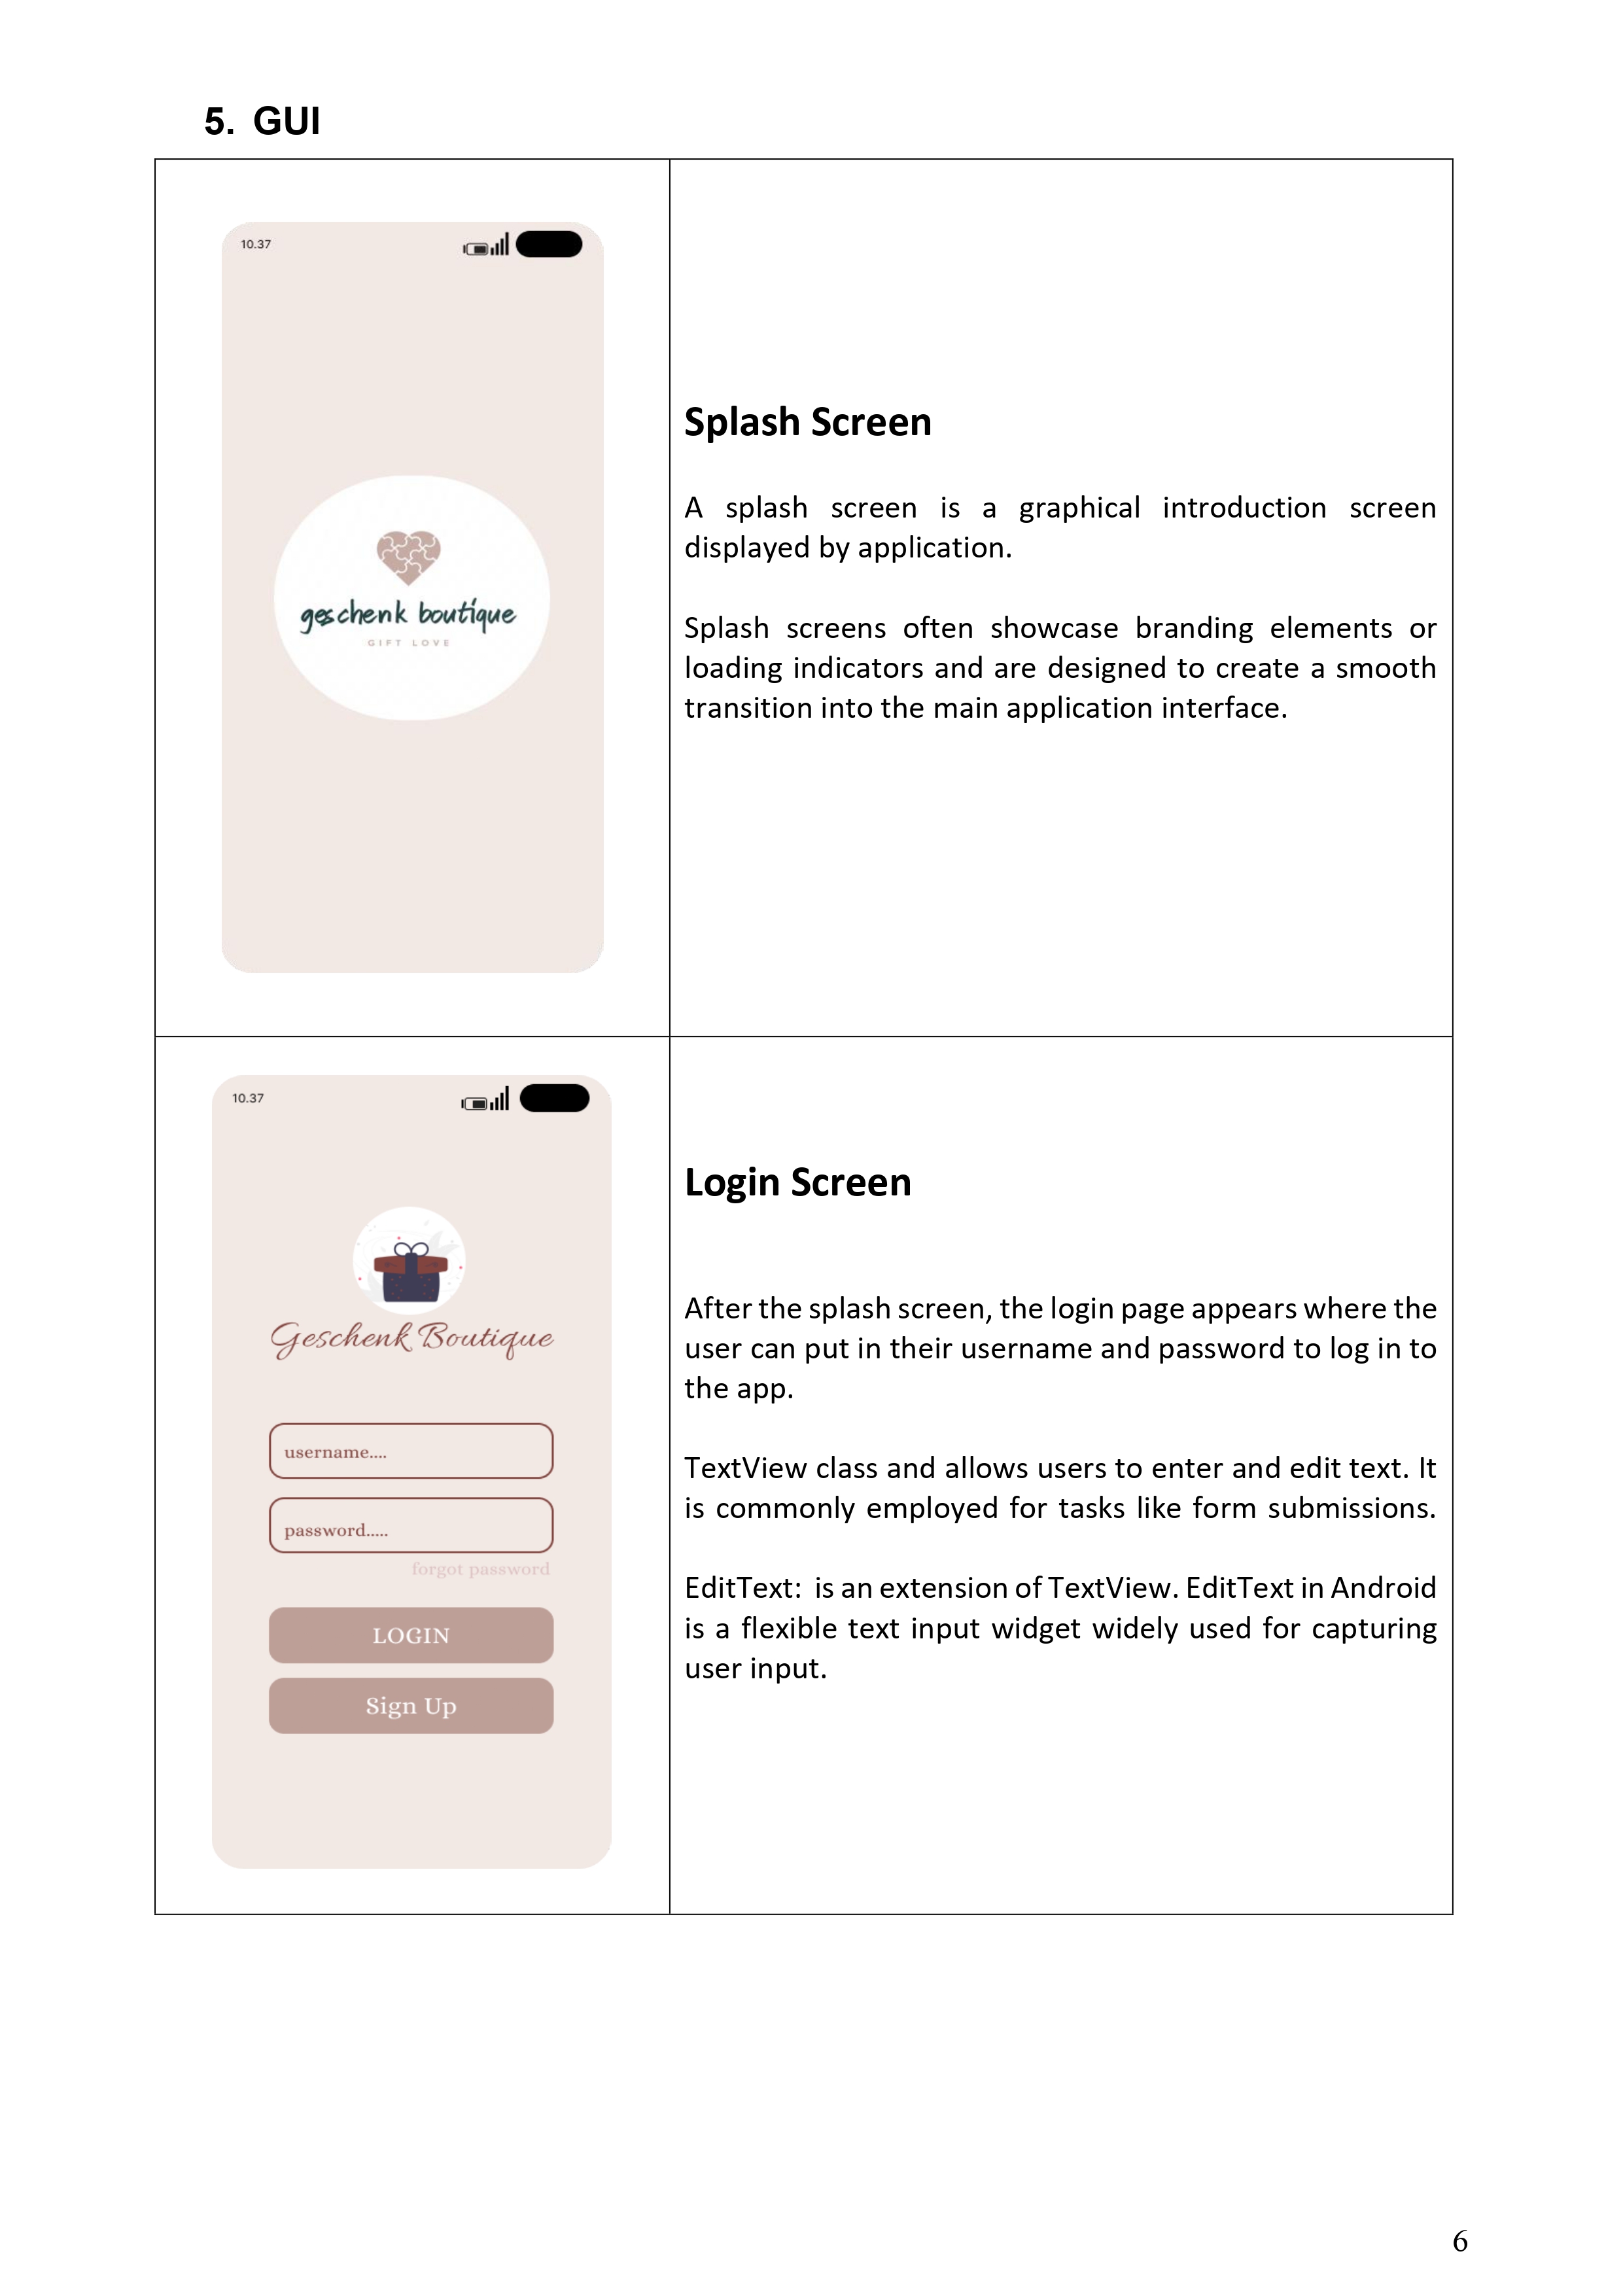 5. GUI
10.37
geschenk boutique
GIFT LOVE
Splash Screen
A splash screen is a graphical introduction screen
displayed by application.
Splash screens often showcase branding elements or
loading indicators and are designed to create a smooth
transition into the main application interface.
10.37
Geschenk Boutique
username....
password.....
forgot password
LOGIN
Sign Up
Login Screen
After the splash screen, the login page appears where the
user can put in their username and password to log in to
the app.
TextView class and allows users to enter and edit text. It
is commonly employed for tasks like form submissions.
EditText: is an extension of TextView. EditText in Android
is a flexible text input widget widely used for capturing
user input.
6